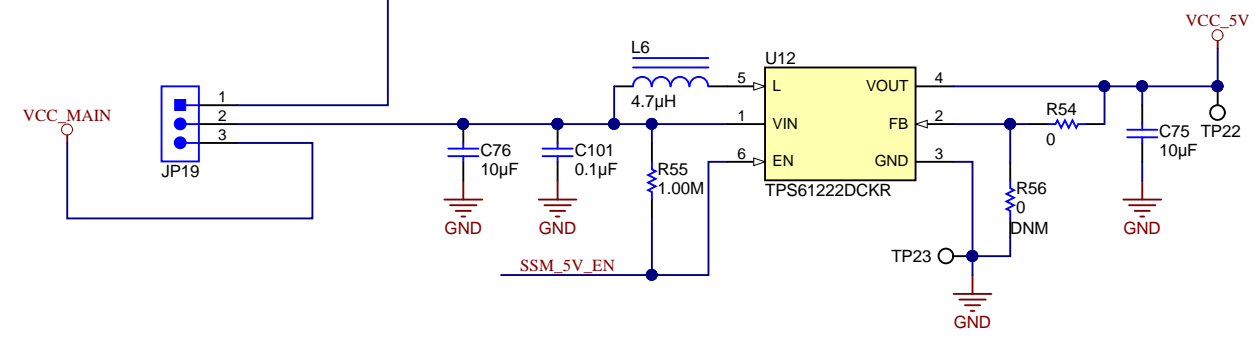 VCC_5V
L6
U12
5
L
VOUT
4
4.7µH
1
VCC_MAIN
2
3
JP19
1
VIN
FB
2
R54
0
TP22
C76
10µF
C101
0.1µF
6
EN
GND
3
C75
10µF
R55
1.00M
TPS61222DCKR
R56
0
DNM
GND
GND
GND
TP23
SSM_5V_EN
GND